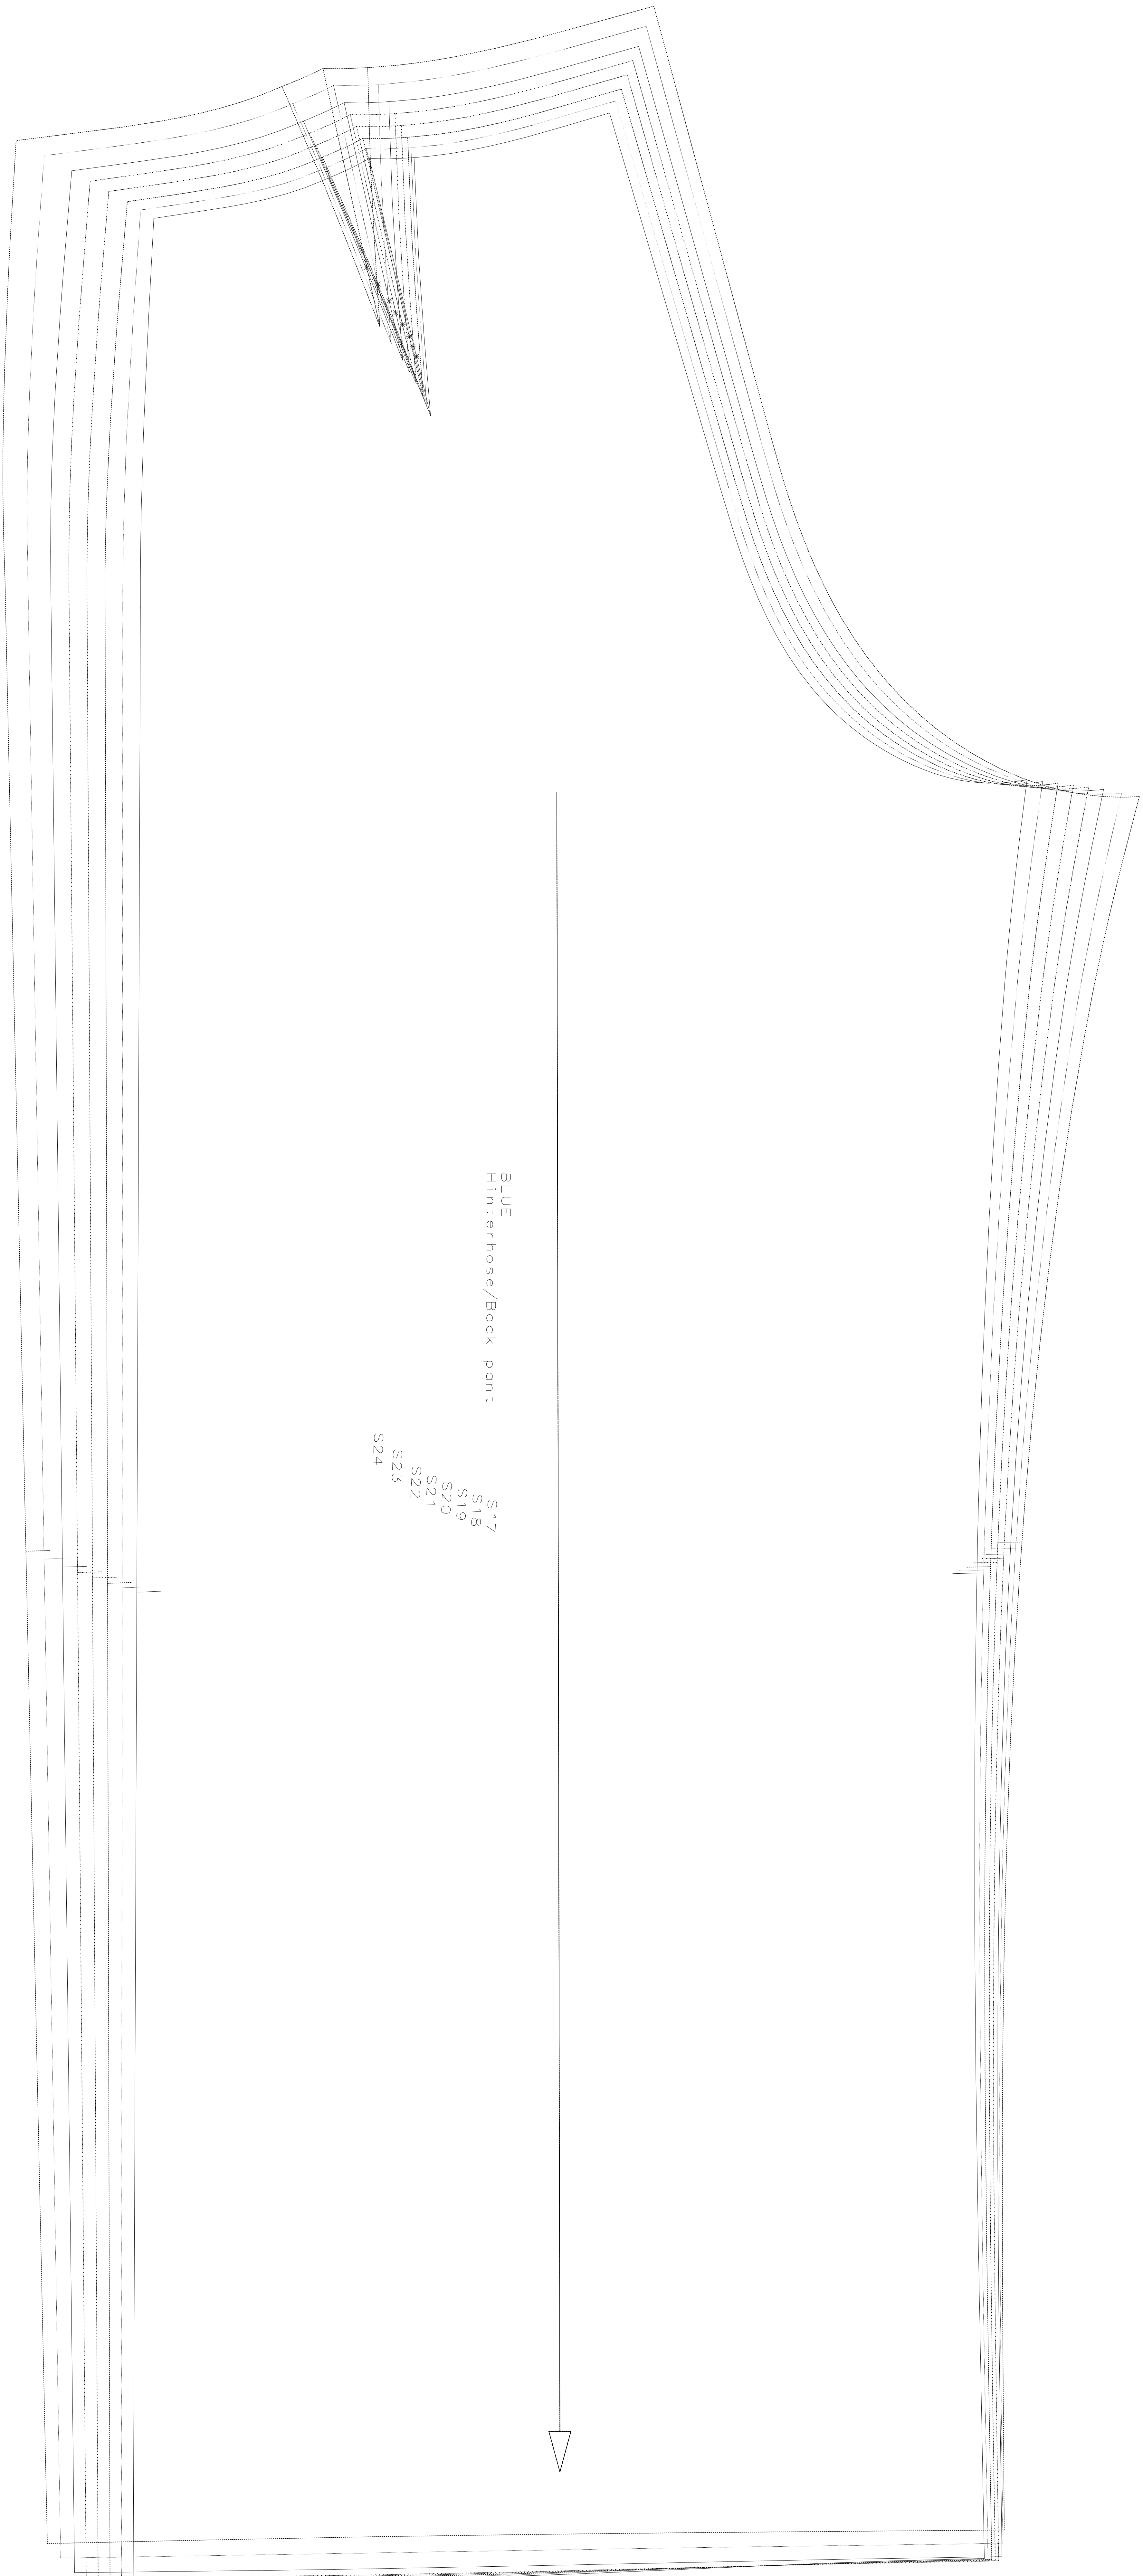 BLUE
Hinterhose/Back pant
S17
S18
S19
S20
S21
S22
S23
S24